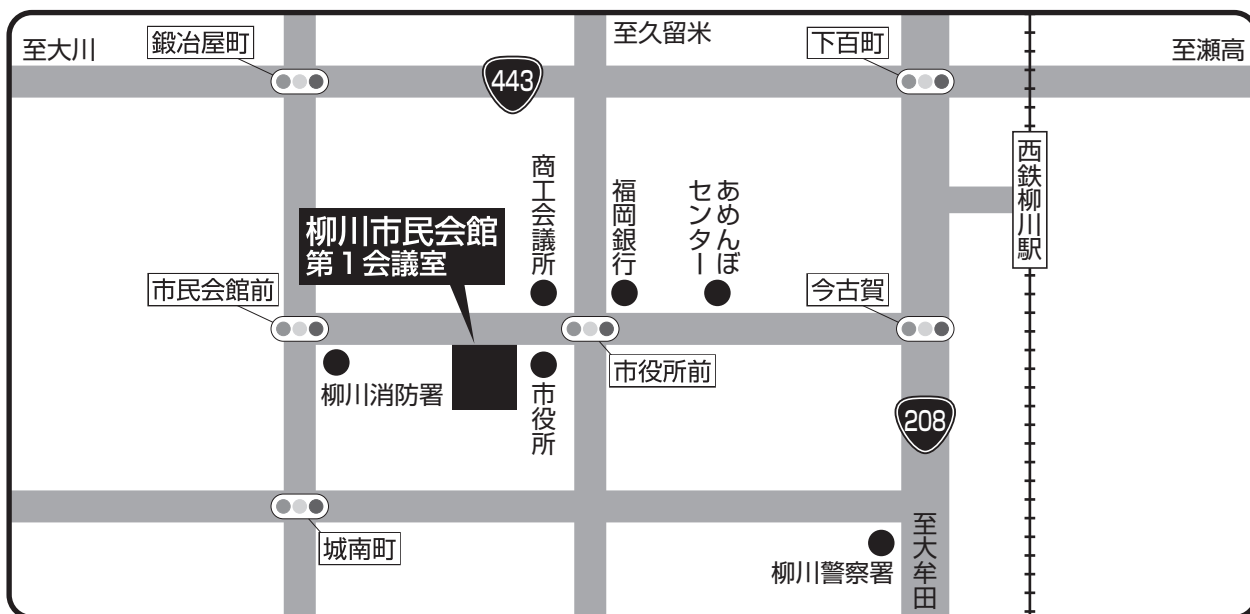 至大川
鍛冶屋町
443
至久留米
下百町
至瀬高
西鉄柳川駅
商工会議所
福岡銀行
あめんぼ
センター
柳川市民会館
第1会議室
市民会館前
今古賀
柳川消防署
市役所
市役所前
208
城南町
柳川警察署
至大牟田